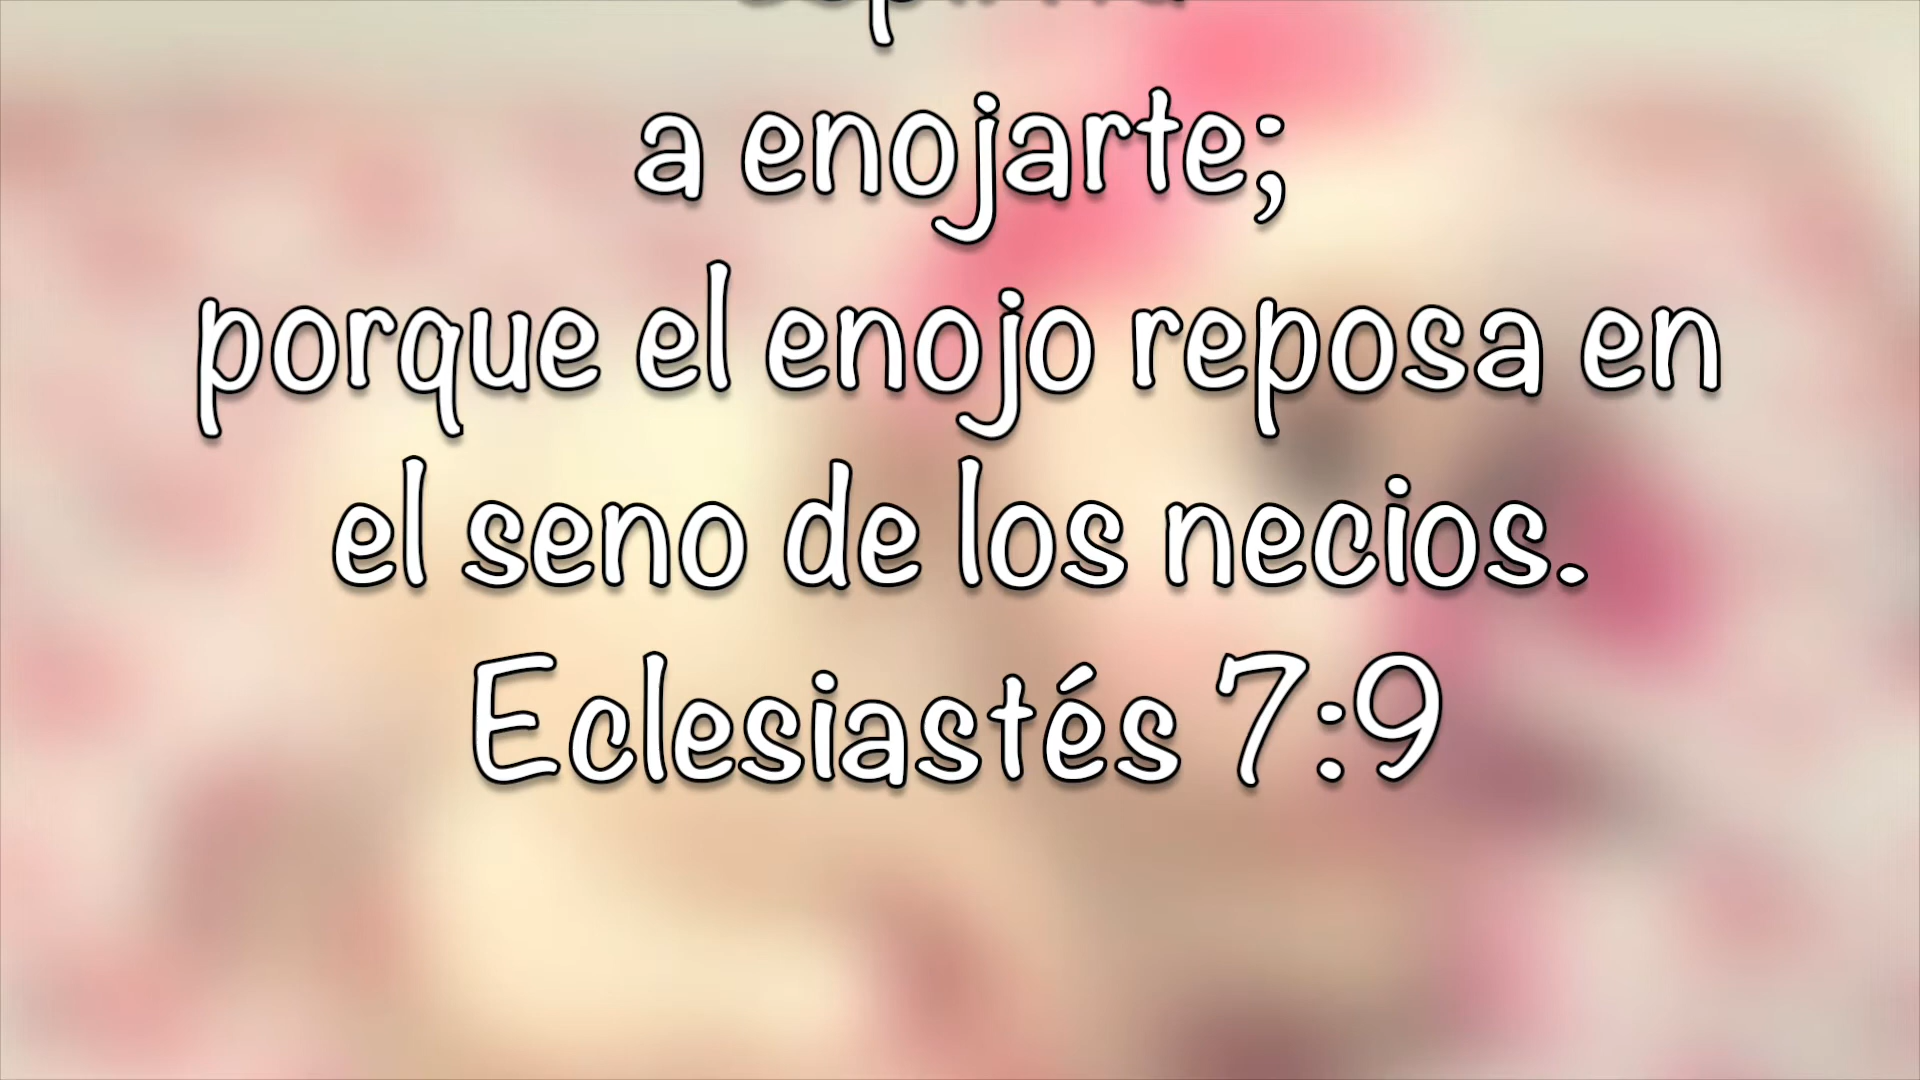 a enojarte;
porque el enojo reposa en
el seno de los necios.
Eclesiastés 7:9